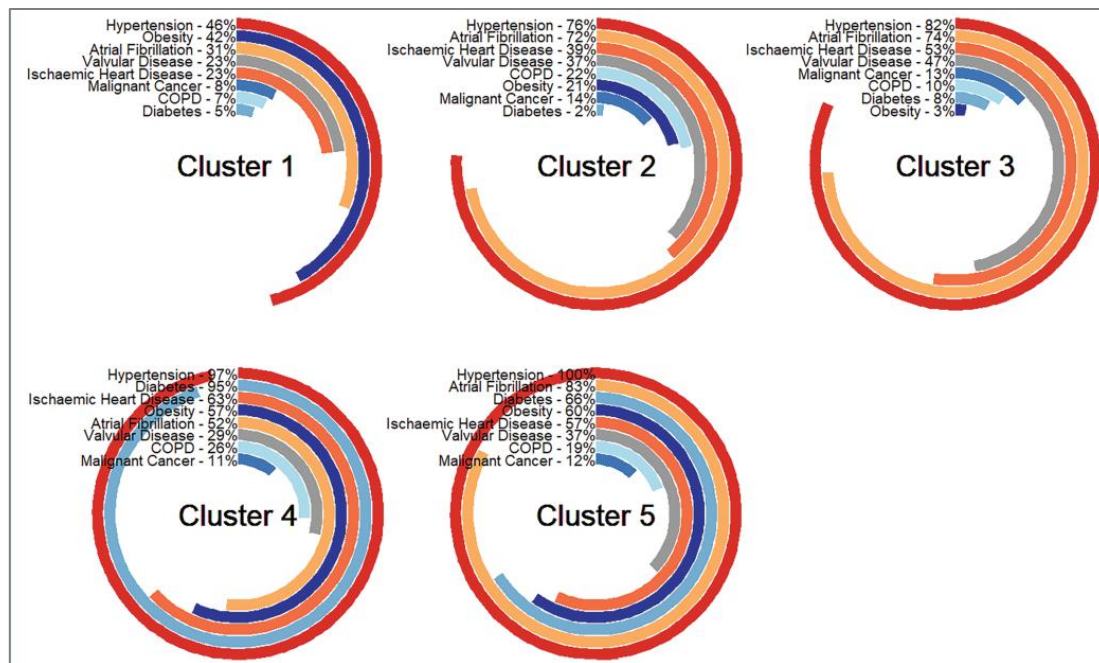 Hypertension - 46%
Obesity - 42%
Atrial Fibrillation - 31%
Valvular Disease - 23%
Ischaemic Heart Disease - 23%
Malignant Cancer - 8%
COPD - 7%
Diabetes - 5%
Cluster 1
Hypertension - 76%
Atrial Fibrillation - 72%
Ischaemic Heart Disease - 39%
Valvular Disease - 37%
COPD - 22%
Obesity - 21%
Malignant Cancer - 14%
Diabetes - 2%
Cluster 2
Hypertension - 82%
Atrial Fibrillation - 74%
Ischaemic Heart Disease - 53%
Valvular Disease - 47%
Malignant Cancer - 13%
COPD - 10%
Diabetes - 8%
Obesity - 3%
Cluster 3
Hypertension - 97%
Diabetes - 95%
Ischaemic Heart Disease - 63%
Obesity - 57%
Atrial Fibrillation - 52%
Valvular Disease - 29%
COPD - 26%
Malignant Cancer - 11%
Cluster 4
Hypertension - 100%
Atrial Fibrillation - 83%
Diabetes - 66%
Obesity - 60%
Ischaemic Heart Disease - 57%
Valvular Disease - 37%
COPD - 19%
Malignant Cancer - 12%
Cluster 5